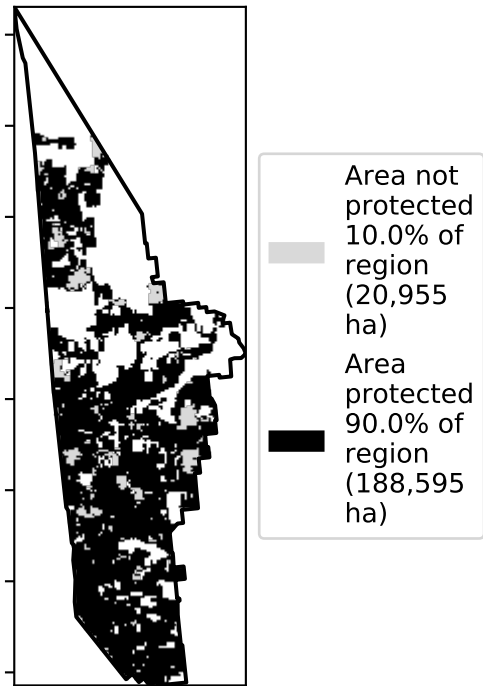 Area not
protected
10.0% of
region
(20,955
ha)
Area
protected
90.0% of
region
(188,595
ha)